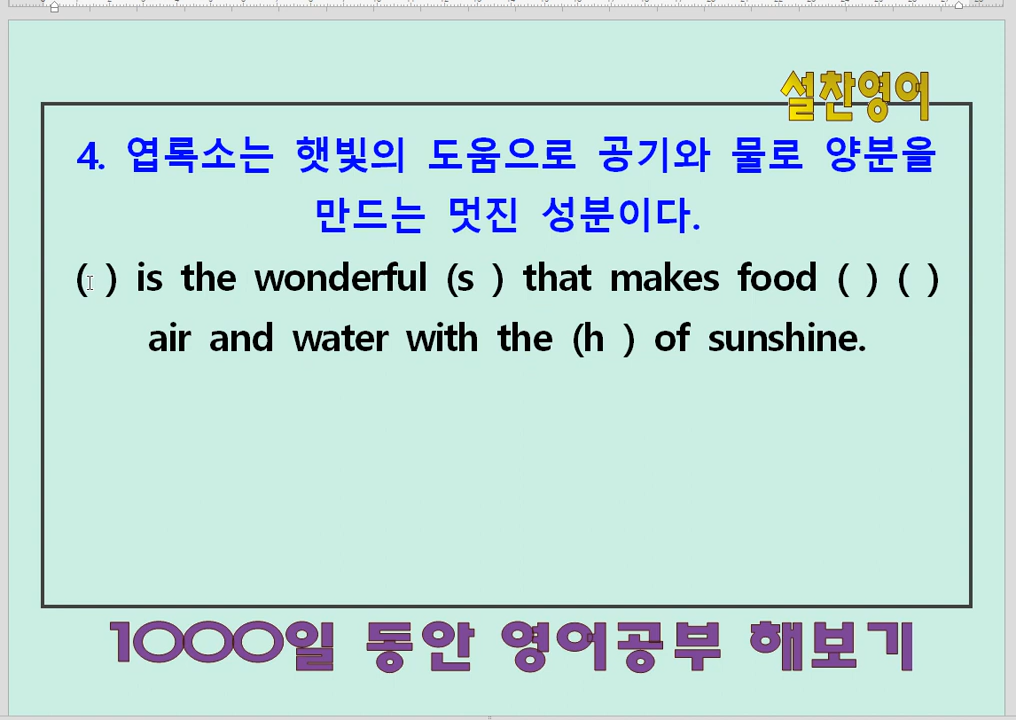 설찬영어
4. 엽록소는 햇빛의 도움으로 공기와 물로 양분을
만드는 멋진 성분이다.
( ) is the wonderful (s ) that makes food ( ) ( )
air and water with the (h ) of sunshine.
1000일 동안 영어공부 해보기